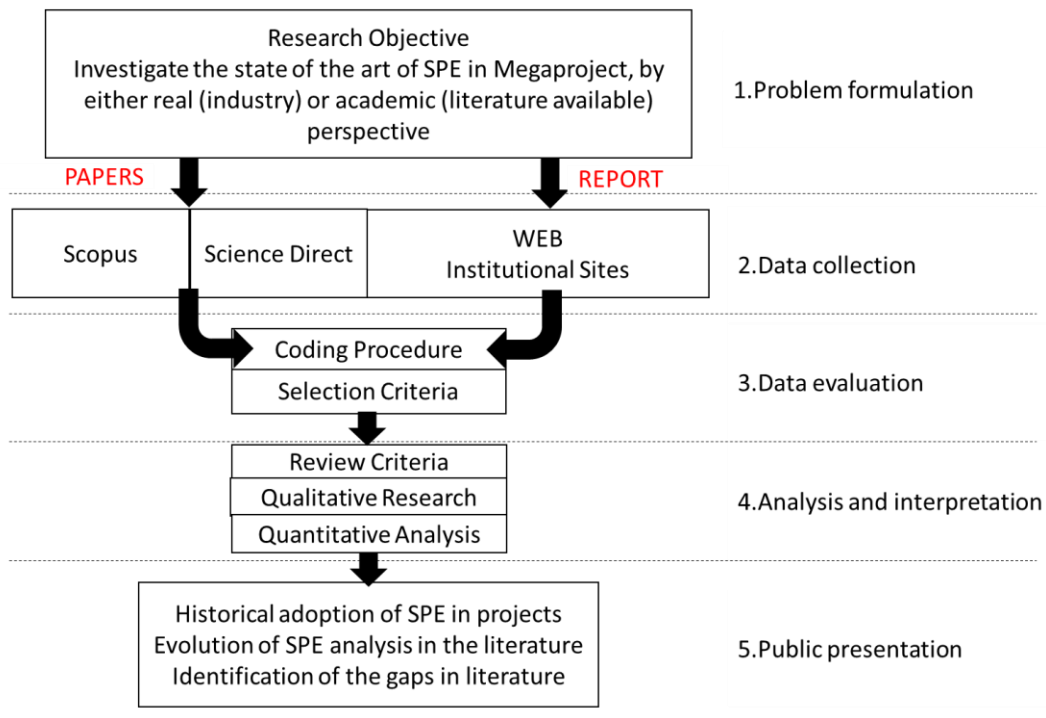 Research Objective
Investigate the state of the art of SPE in Megaproject, by
either real (industry) or academic (literature available)
perspective
1.Problem formulation
PAPERS
REPORT
Scopus
Science Direct
WEB
Institutional Sites
2.Data collection
Coding Procedure
Selection Criteria
3.Data evaluation
Review Criteria
Qualitative Research
Quantitative Analysis
4.Analysis and interpretation
Historical adoption of SPE in projects
Evolution of SPE analysis in the literature
Identification of the gaps in literature
5.Public presentation